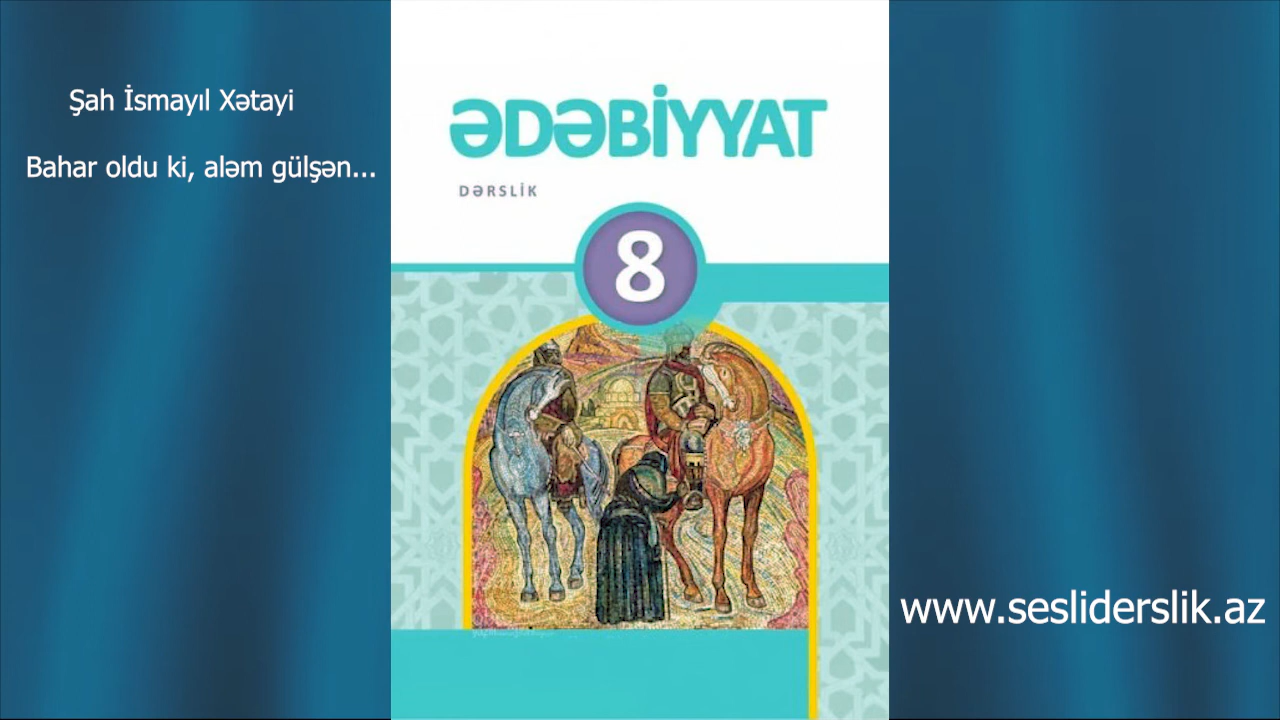 Şah İsmayıl Xətayi
Bahar oldu ki, aləm gülşən...
ƏDƏBİYYAT
DƏRSLİK
8
www.sesliderslik.az